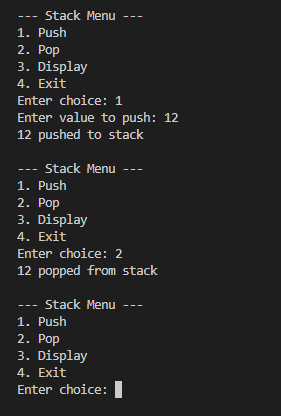 --- Stack Menu ---
1. Push
2. Pop
3. Display
4. Exit
Enter choice: 1
Enter value to push: 12
12 pushed to stack

--- Stack Menu ---
1. Push
2. Pop
3. Display
4. Exit
Enter choice: 2
12 popped from stack

--- Stack Menu ---
1. Push
2. Pop
3. Display
4. Exit
Enter choice: